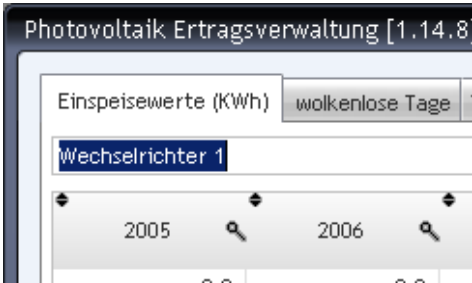 Photovoltaik Ertragsverwaltung [1.14.8]
Einspeisewerte (KWh) wolkenlose Tage
Wechselrichter 1
2005 2006